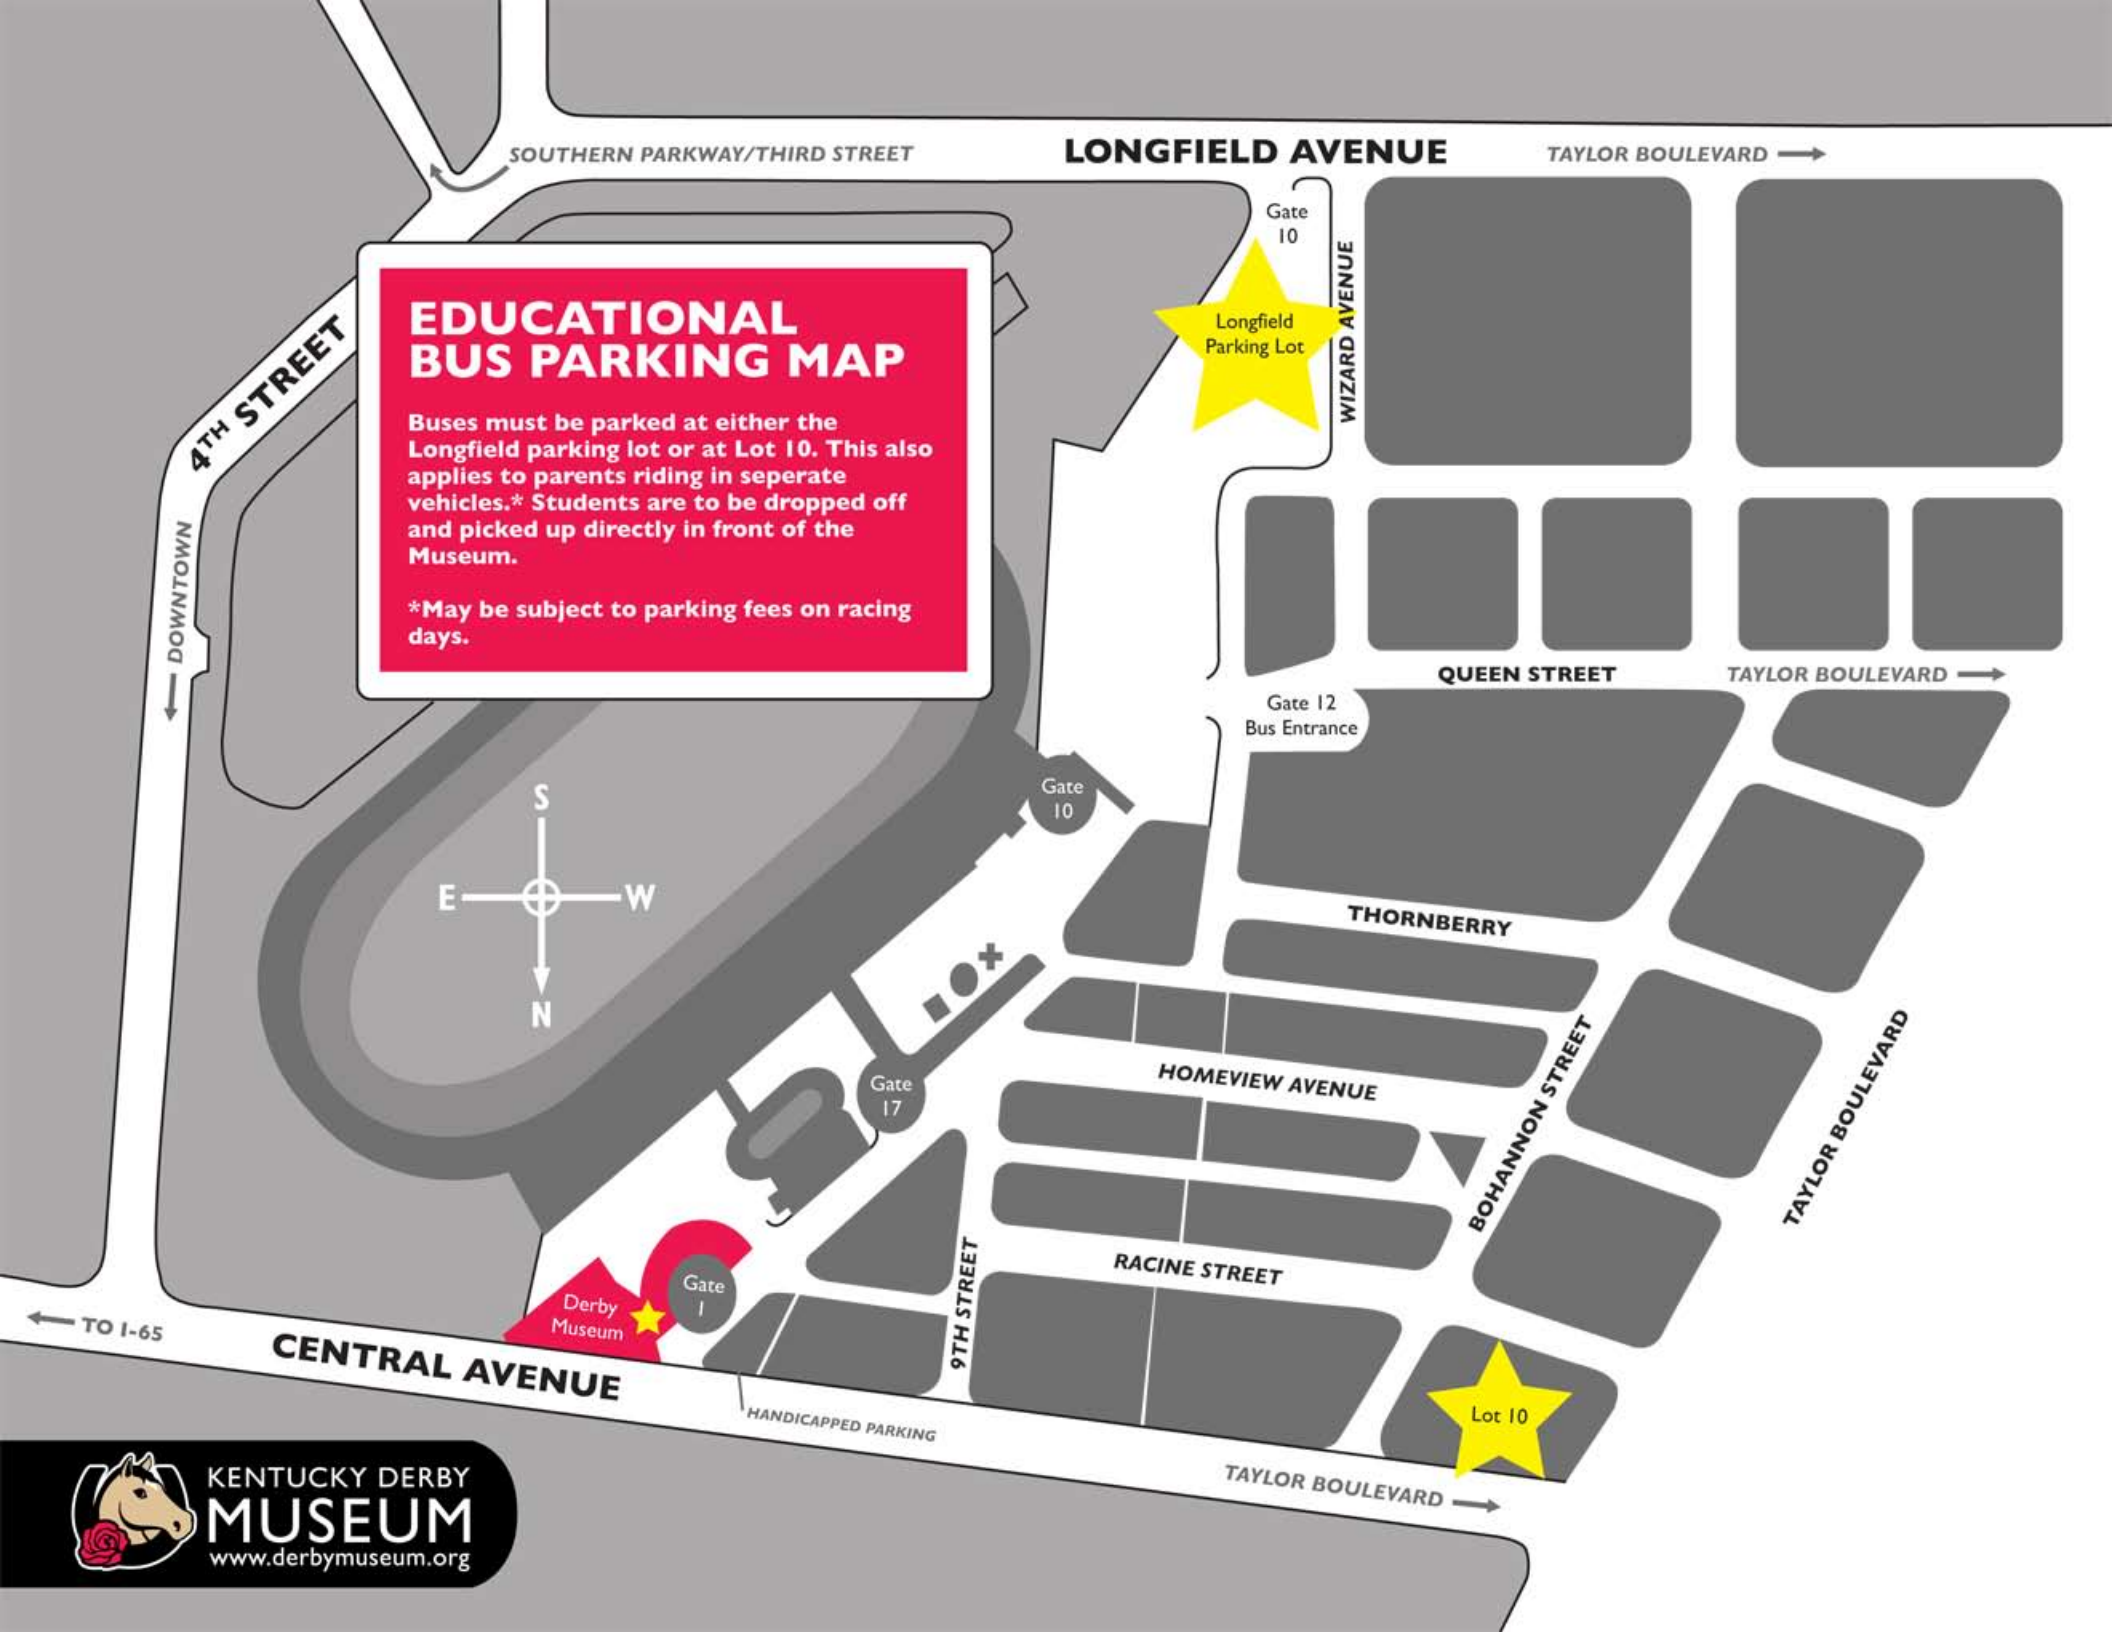 SOUTHERN PARKWAY/THIRD STREET
LONGFIELD AVENUE
TAYLOR BOULEVARD
Gate
10
WIZARD AVENUE
Longfield
Parking Lot
EDUCATIONAL
BUS PARKING MAP
Buses must be parked at either the
Longfield parking lot or at Lot 10. This also
applies to parents riding in seperate
vehicles.* Students are to be dropped off
and picked up directly in front of the
Museum.
*May be subject to parking fees on racing
days.
4TH STREET
DOWNTOWN
QUEEN STREET
TAYLOR BOULEVARD
Gate 12
Bus Entrance
Gate
10
S
E
W
N
THORNBERRY
HOMEVIEW AVENUE
BOHANNON STREET
TAYLOR BOULEVARD
Gate
17
RACINE STREET
9TH STREET
Gate
1
Derby
Museum
TO I-65
CENTRAL AVENUE
HANDICAPPED PARKING
Lot 10
TAYLOR BOULEVARD
KENTUCKY DERBY
MUSEUM
www.derbymuseum.org